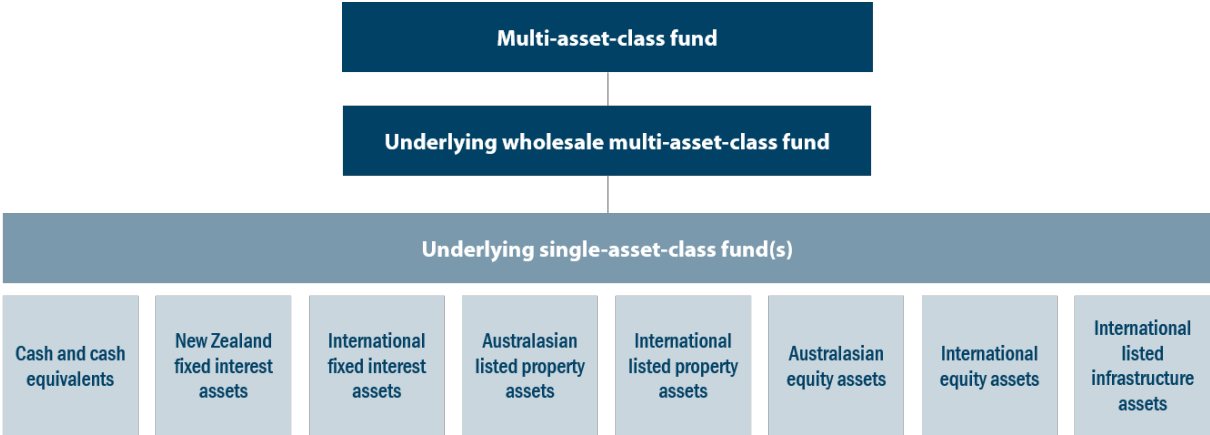 Multi-asset-class fund
Underlying wholesale multi-asset-class fund
Underlying single-asset-class fund(s)
Cash and cash
equivalents
New Zealand
fixed interest
assets
International
fixed interest
assets
Australasian
listed property
assets
International
listed property
assets
Australasian
equity assets
International
equity assets
International
listed
infrastructure
assets